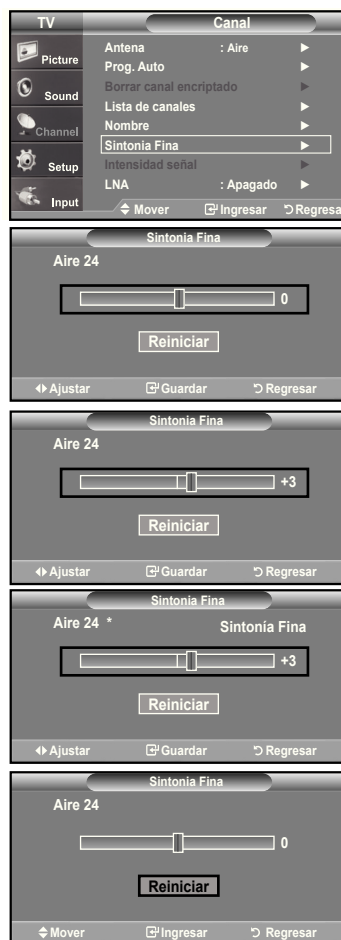 TV Canal
Picture
Sound
Channel
Setup
Input
Antena : Aire
Prog. Auto
Borrar canal encriptado
Lista de canales
Nombre
Sintonia Fina
Intensidad señal
LNA : Apagado
Mover Ingresar Regresa
Sintonia Fina
Aire 24
0
Reiniciar
Ajustar Guardar Regresar
Sintonia Fina
Aire 24
+3
Reiniciar
Ajustar Guardar Regresar
Sintonia Fina
Aire 24 * Sintonía Fina
+3
Reiniciar
Ajustar Guardar Regresar
Sintonia Fina
Aire 24
0
Reiniciar
Mover Ingresar Regresar